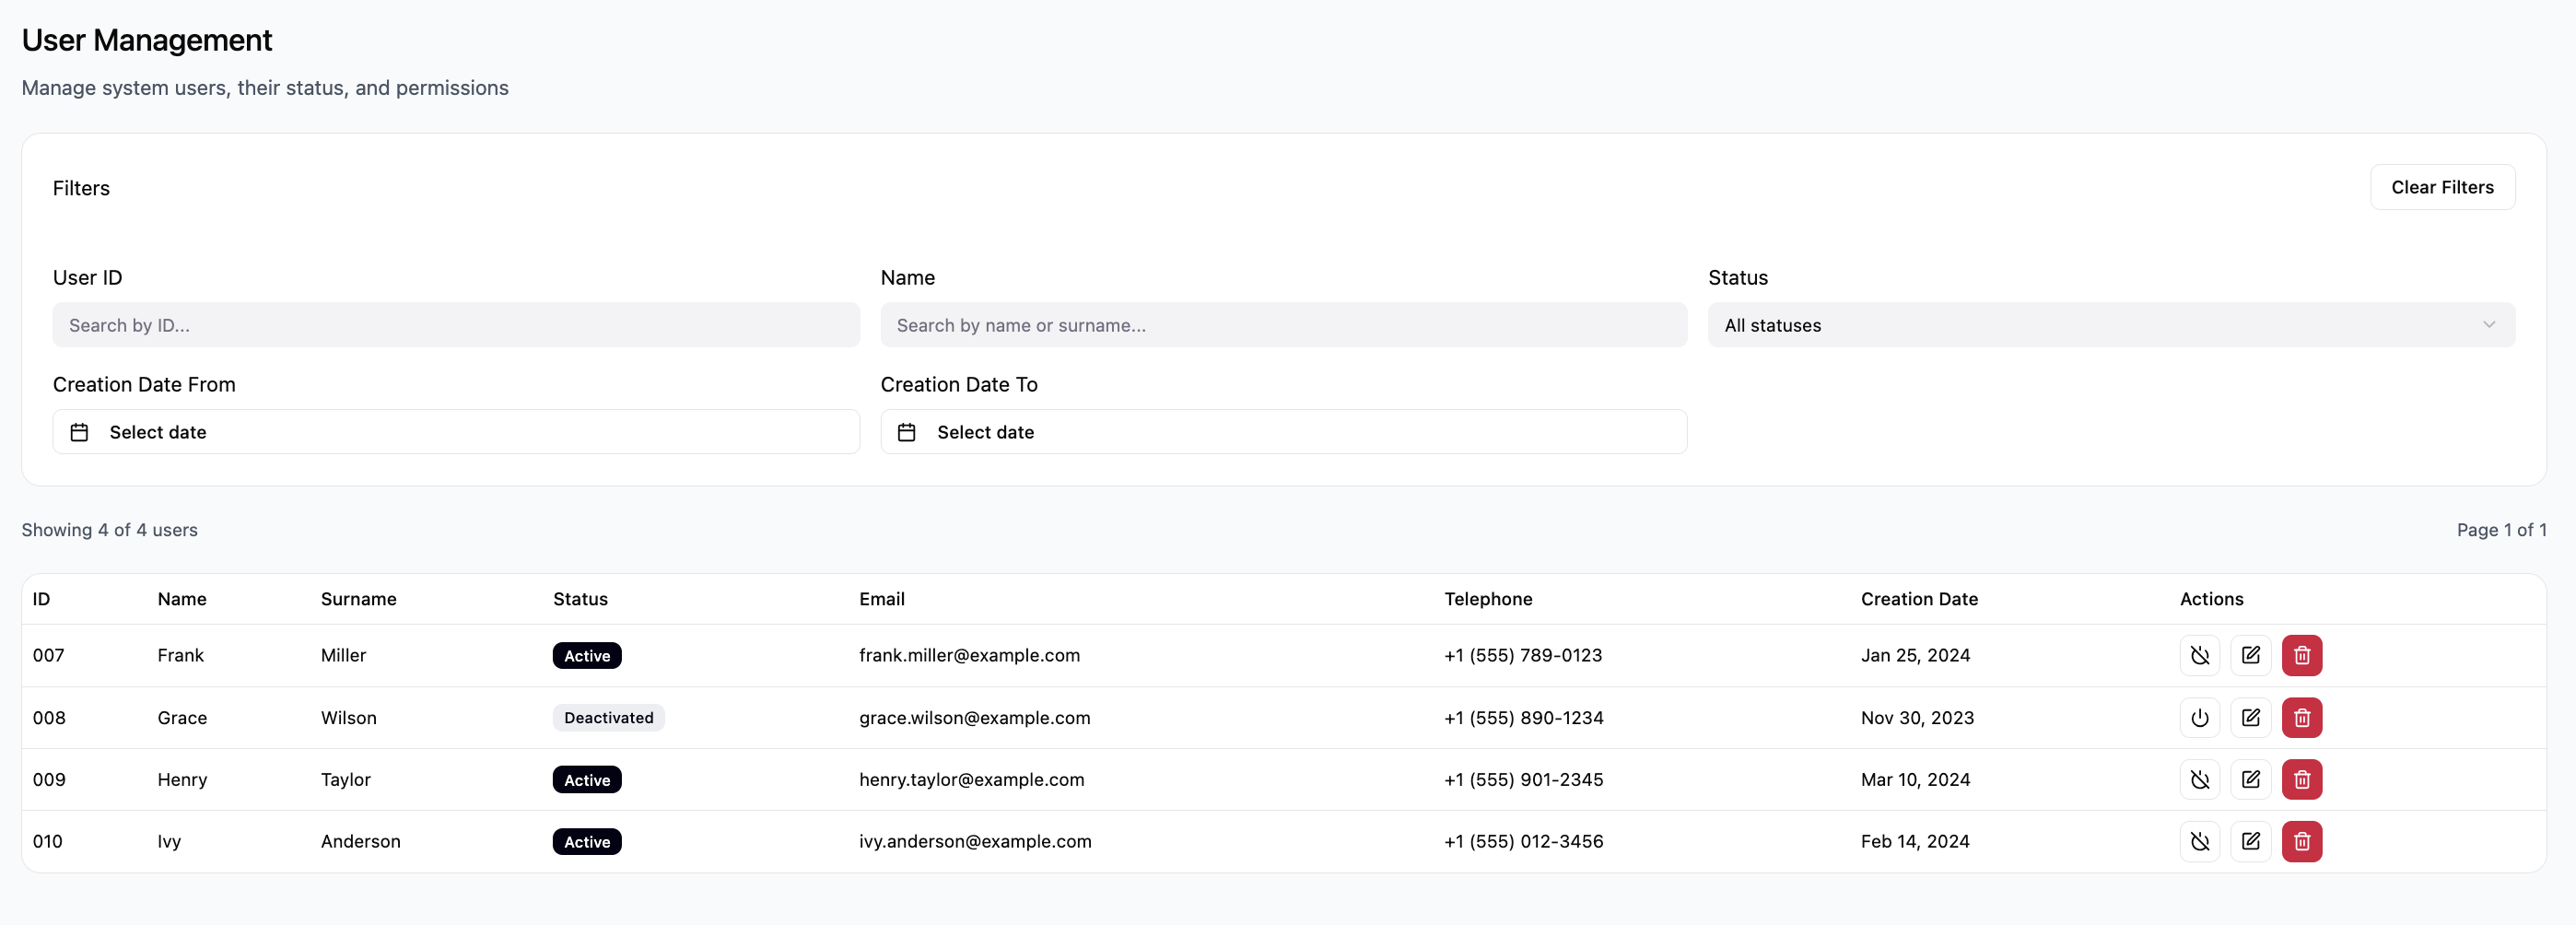 User Management
Manage system users, their status, and permissions
Filters
Clear Filters
User ID Name Status
Search by ID... Search by name or surname... All statuses
Creation Date From Creation Date To
Select date Select date
Showing 4 of 4 users Page 1 of 1
ID Name Surname Status Email Telephone Creation Date Actions
007 Frank Miller Active frank.miller@example.com +1 (555) 789-0123 Jan 25, 2024
008 Grace Wilson Deactivated grace.wilson@example.com +1 (555) 890-1234 Nov 30, 2023
009 Henry Taylor Active henry.taylor@example.com +1 (555) 901-2345 Mar 10, 2024
010 Ivy Anderson Active ivy.anderson@example.com +1 (555) 012-3456 Feb 14, 2024